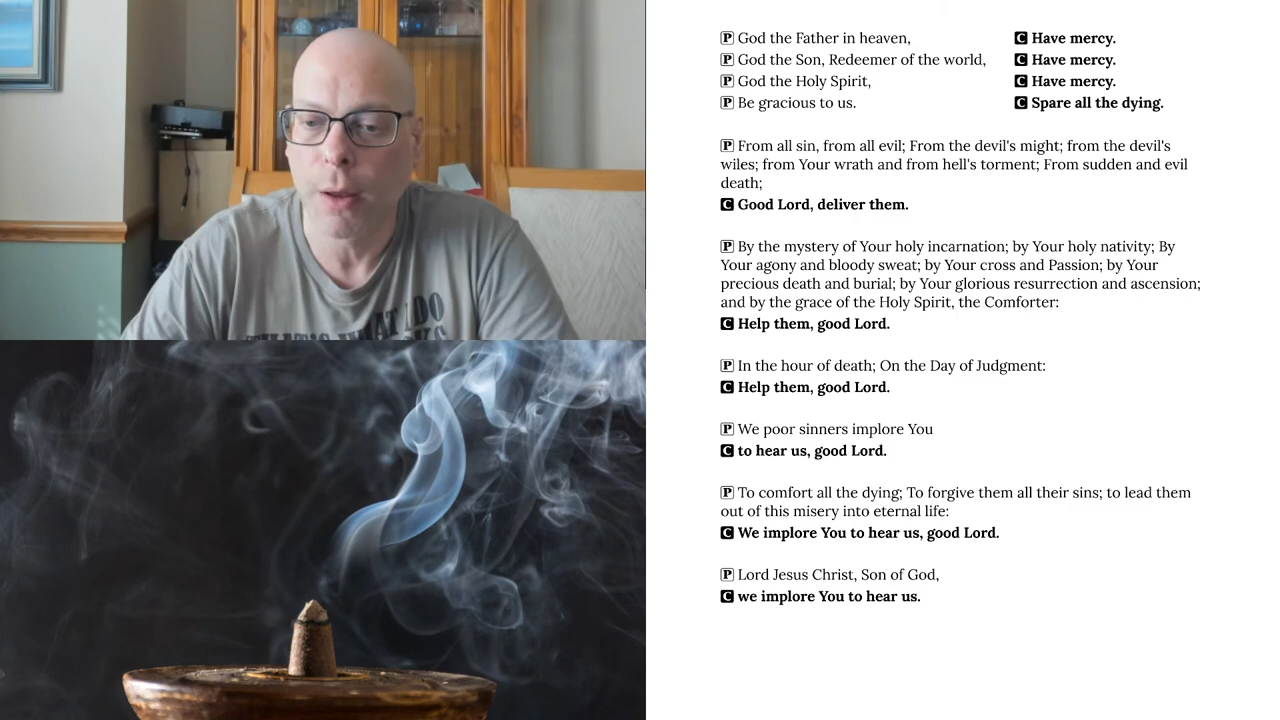 P God the Father in heaven, C Have mercy.
P God the Son, Redeemer of the world, C Have mercy.
P God the Holy Spirit, C Have mercy.
P Be gracious to us. C Spare all the dying.
P From all sin, from all evil; From the devil's might; from the devil's
wiles; from Your wrath and from hell's torment; From sudden and evil
death;
C Good Lord, deliver them.
P By the mystery of Your holy incarnation; by Your holy nativity; By
Your agony and bloody sweat; by Your cross and Passion; by Your
precious death and burial; by Your glorious resurrection and ascension;
and by the grace of the Holy Spirit, the Comforter:
C Help them, good Lord.
P In the hour of death; On the Day of Judgment:
C Help them, good Lord.
P We poor sinners implore You
C to hear us, good Lord.
P To comfort all the dying; To forgive them all their sins; to lead them
out of this misery into eternal life:
C We implore You to hear us, good Lord.
P Lord Jesus Christ, Son of God,
C we implore You to hear us.
THAT'S WHAT I DO